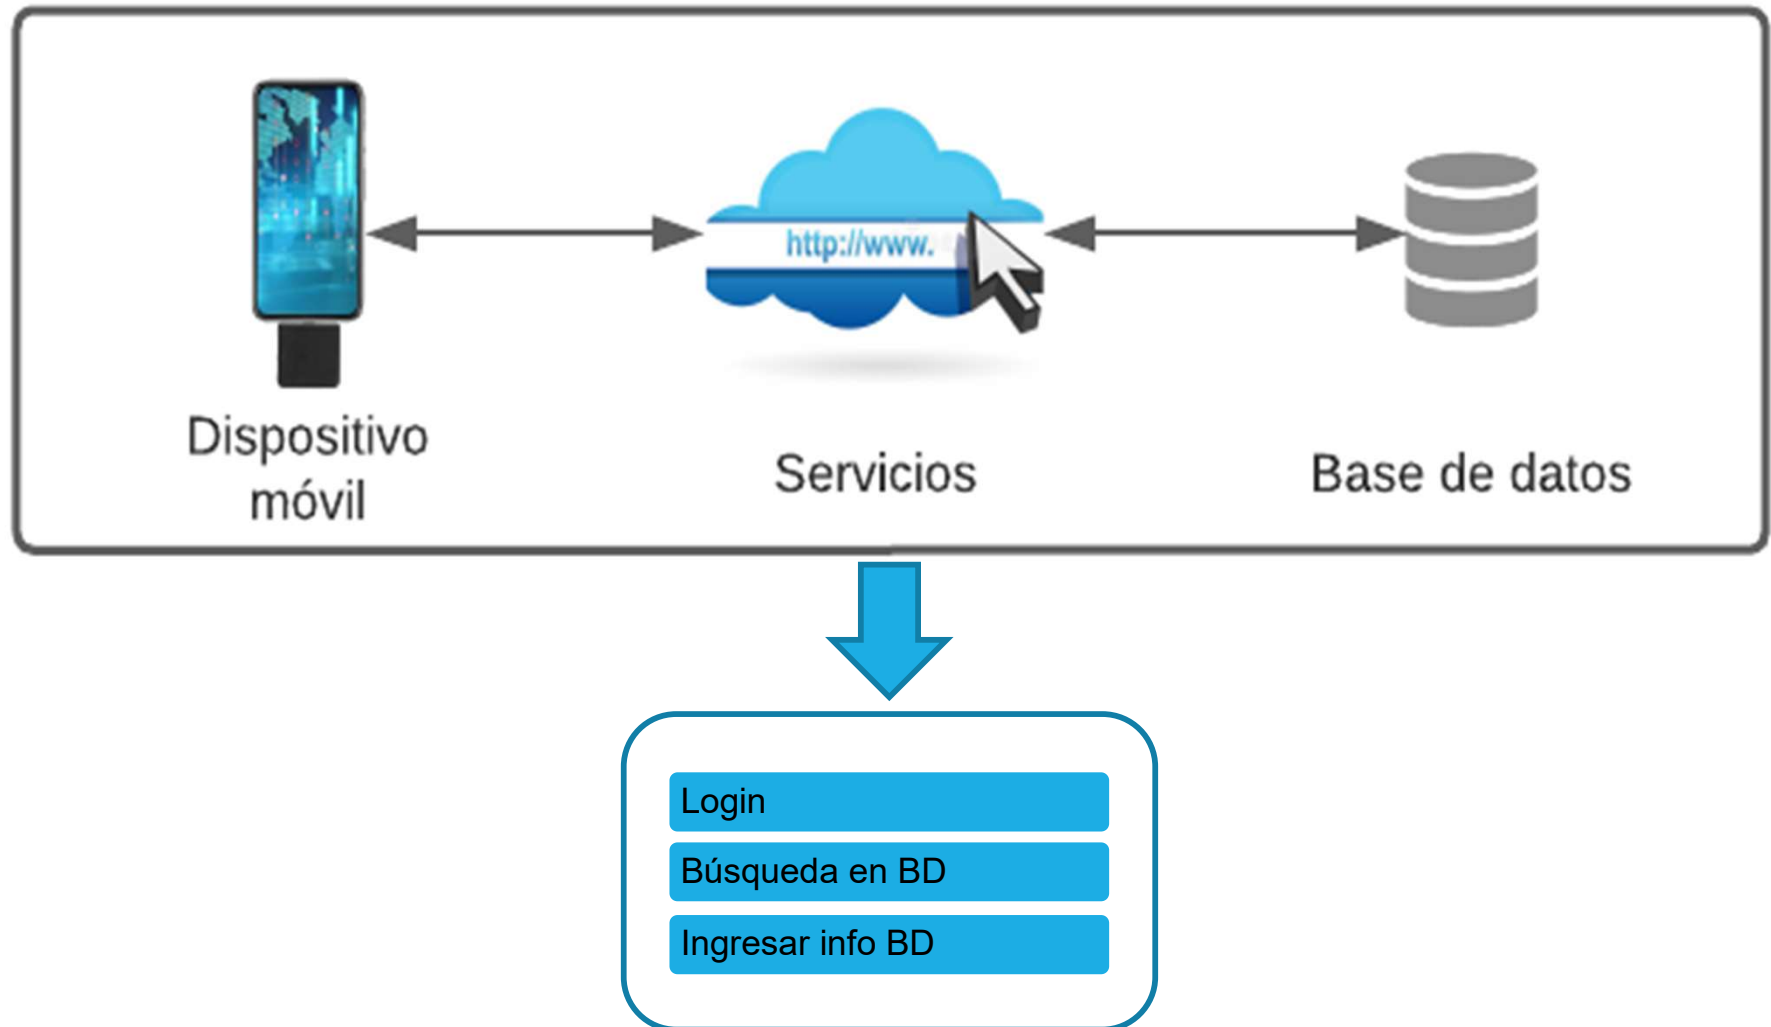 http://www.
Dispositivo
móvil
Servicios
Base de datos
Login
Búsqueda en BD
Ingresar info BD